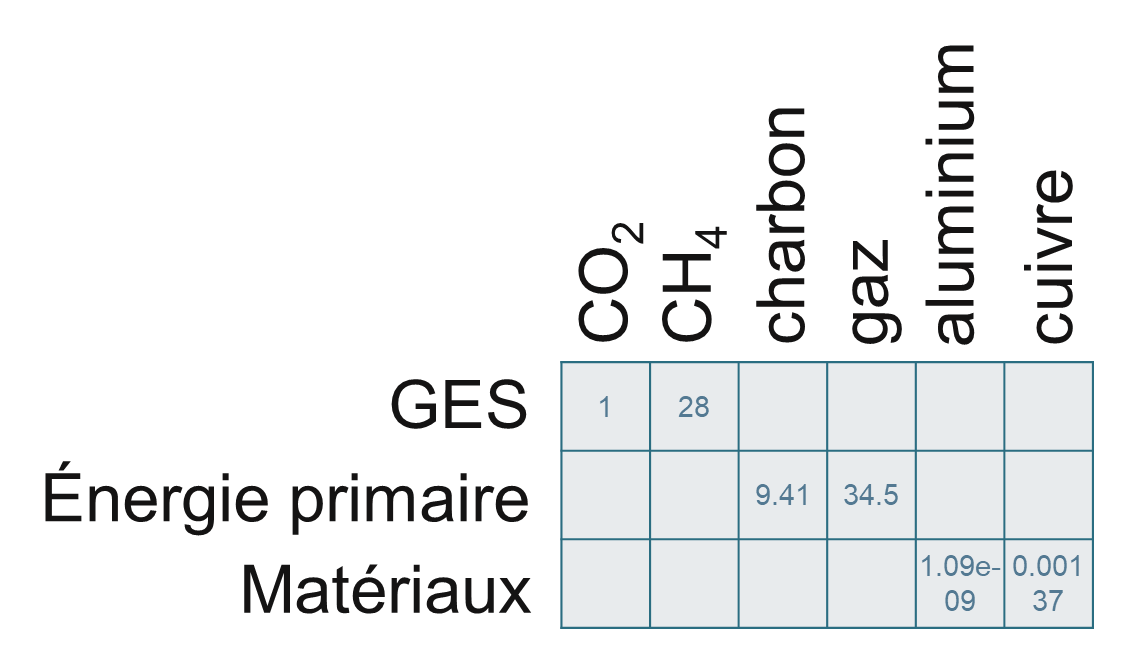 CO₂
CH₄
charbon
gaz
aluminium
cuivre
GES
1
28
Énergie primaire
9.41
34.5
Matériaux
1.09e-
09
0.001
37